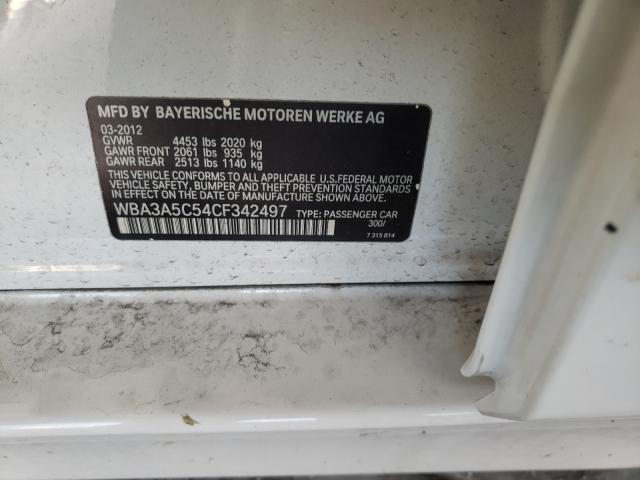 MFD BY BAYERISCHE MOTOREN WERKE AG
03-2012
GVWR 4453 lbs 2020 kg
GAWR FRONT 2061 lbs 935 kg
GAWR REAR 2513 lbs 1140 kg
THIS VEHICLE CONFORMS TO ALL APPLICABLE U.S.FEDERAL MOTOR
VEHICLE SAFETY, BUMPER AND THEFT PREVENTION STANDARDS
IN EFFECT ON THE DATE OF MANUFACTURE SHOWN ABOVE.
WBA3A5C54CF342497 TYPE: PASSENGER CAR
300/
7 315 814